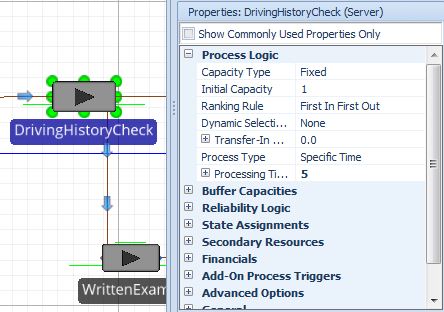 Properties: DrivingHistoryCheck (Server)
Show Commonly Used Properties Only
Process Logic
Capacity Type Fixed
Initial Capacity 1
Ranking Rule First In First Out
Dynamic Selecti... None
Transfer-In ... 0.0
Process Type Specific Time
Processing Ti... 5
Buffer Capacities
Reliability Logic
State Assignments
Secondary Resources
Financials
Add-On Process Triggers
Advanced Options
General
DrivingHistoryCheck
WrittenExam